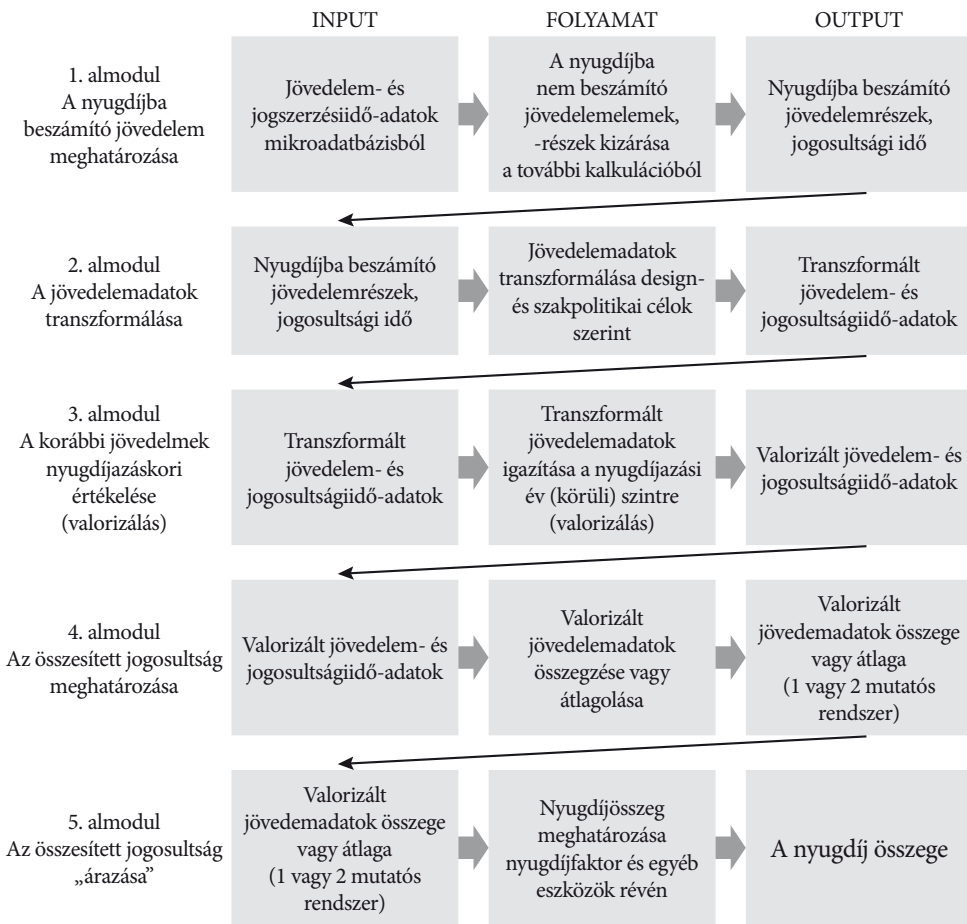 INPUT
FOLYAMAT
OUTPUT
1. almodul
A nyugdíjba
beszámító jövedelem
meghatározása
Jövedelem- és
jogszerzésiidő-adatok
mikroadatbázisból
A nyugdíjba
nem beszámító
jövedelemelemek,
-részek kizárása
a további kalkulációból
Nyugdíjba beszámító
jövedelemrészek,
jogosultsági idő
2. almodul
A jövedelemadatok
transzformálása
Nyugdíjba beszámító
jövedelemrészek,
jogosultsági idő
Jövedelemadatok
transzformálása design-
és szakpolitikai célok
szerint
Transzformált
jövedelem- és
jogosultságiidő-adatok
3. almodul
A korábbi jövedelmek
nyugdíjazáskori
értékelése
(valorizálás)
Transzformált
jövedelem- és
jogosultságiidő-adatok
Transzformált
jövedelemadatok
igazítása a nyugdíjazási
év (körüli) szintre
(valorizálás)
Valorizált jövedelem- és
jogosultságiidő-adatok
4. almodul
Az összesített jogosultság
meghatározása
Valorizált jövedelem- és
jogosultságiidő-adatok
Valorizált
jövedelemadatok
összegzése vagy
átlagolása
Valorizált
jövedemadatok összege
vagy átlaga
(1 vagy 2 mutatós
rendszer)
5. almodul
Az összesített jogosultság
„árazása”
Valorizált
jövedemadatok összege
vagy átlaga
(1 vagy 2 mutatós
rendszer)
Nyugdíjösszeg
meghatározása
nyugdíjfaktor és egyéb
eszközök révén
A nyugdíj összege